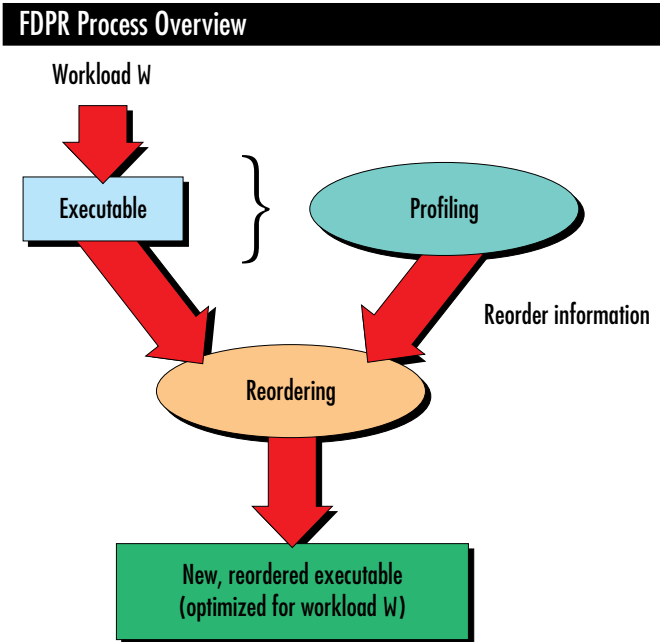 FDPR Process Overview
Workload W
Executable
Profiling
Reorder information
Reordering
New, reordered executable
(optimized for workload W)